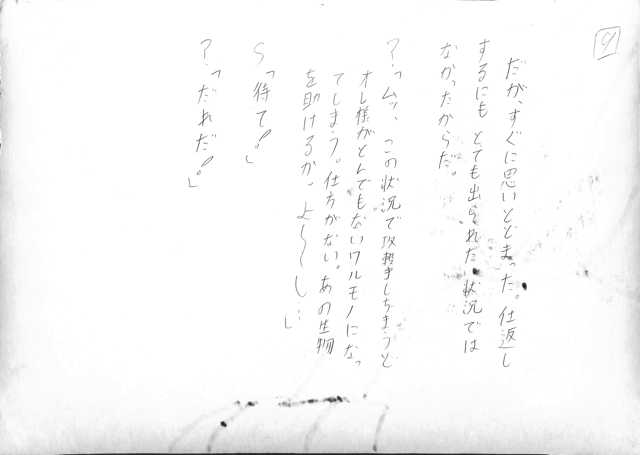 9
だが、すぐに思いとどまった。仕返し
するにも とても出られた 状況では
なかったからだ。
?「ムッ、この状況で攻撃しちまうと
オレ様がとんでもないワルモノになっ
てしまう。仕方がない。あの生物
を助けるか。よ〜〜し…」
S「待て!」
?「だれだ!」